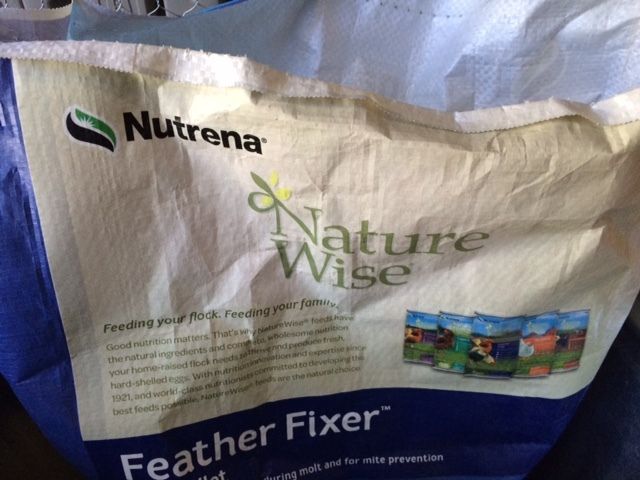 Nutrena®
Nature
Wise
Feeding your flock. Feeding your family.
Good nutrition matters. That's why NatureWise® feeds have
the natural ingredients and complete, wholesome nutrition
your home-raised flock needs to thrive and produce fresh,
hard-shelled eggs. With nutrition innovation and expertise since
1921, and world-class nutritionists committed to developing the
best feeds possible, NatureWise® feeds are the natural choice
Feather Fixer™
during molt and for mite prevention